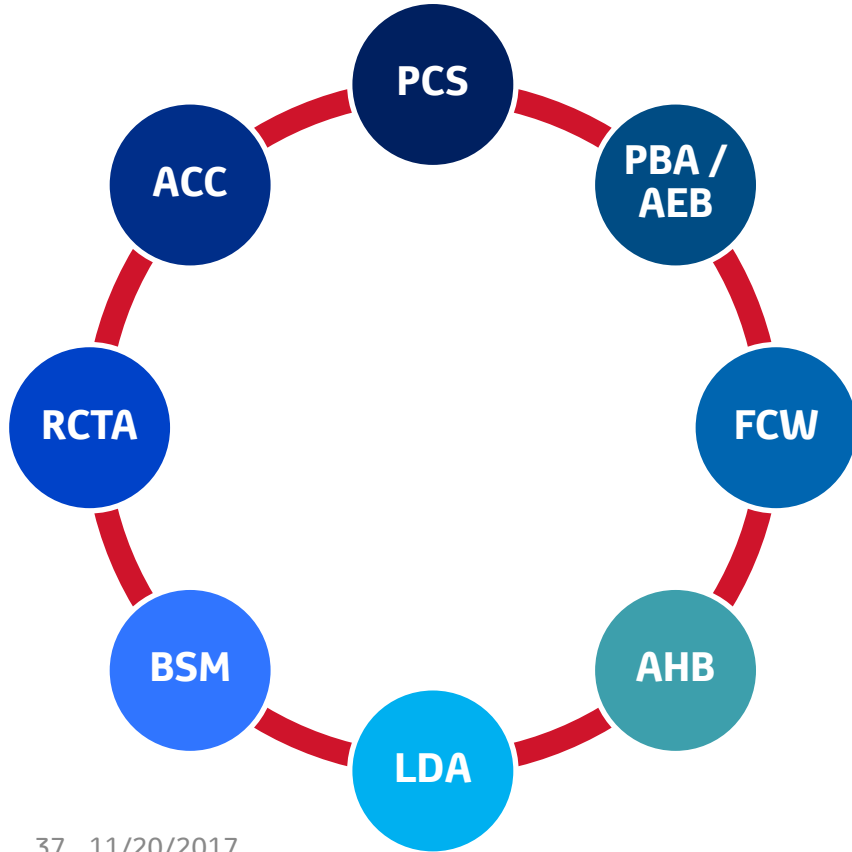 PCS
PBA /
AEB
FCW
AHB
LDA
BSM
RCTA
ACC
37 11/20/2017